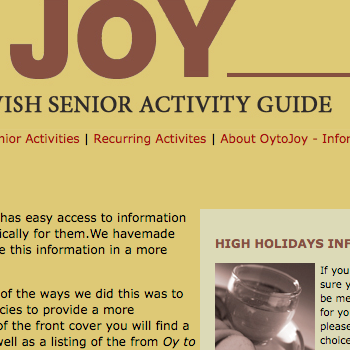 JOY
ISH SENIOR ACTIVITY GUIDE
nior Activities | Recurring Activites | About OytoJoy - Infor
has easy access to information
ically for them.We havemade
e this information in a more
of the ways we did this was to
cies to provide a more
of the front cover you will find a
well as a listing of the from Oy to
HIGH HOLIDAYS INF
If you
sure y
be me
for yo
please
choice